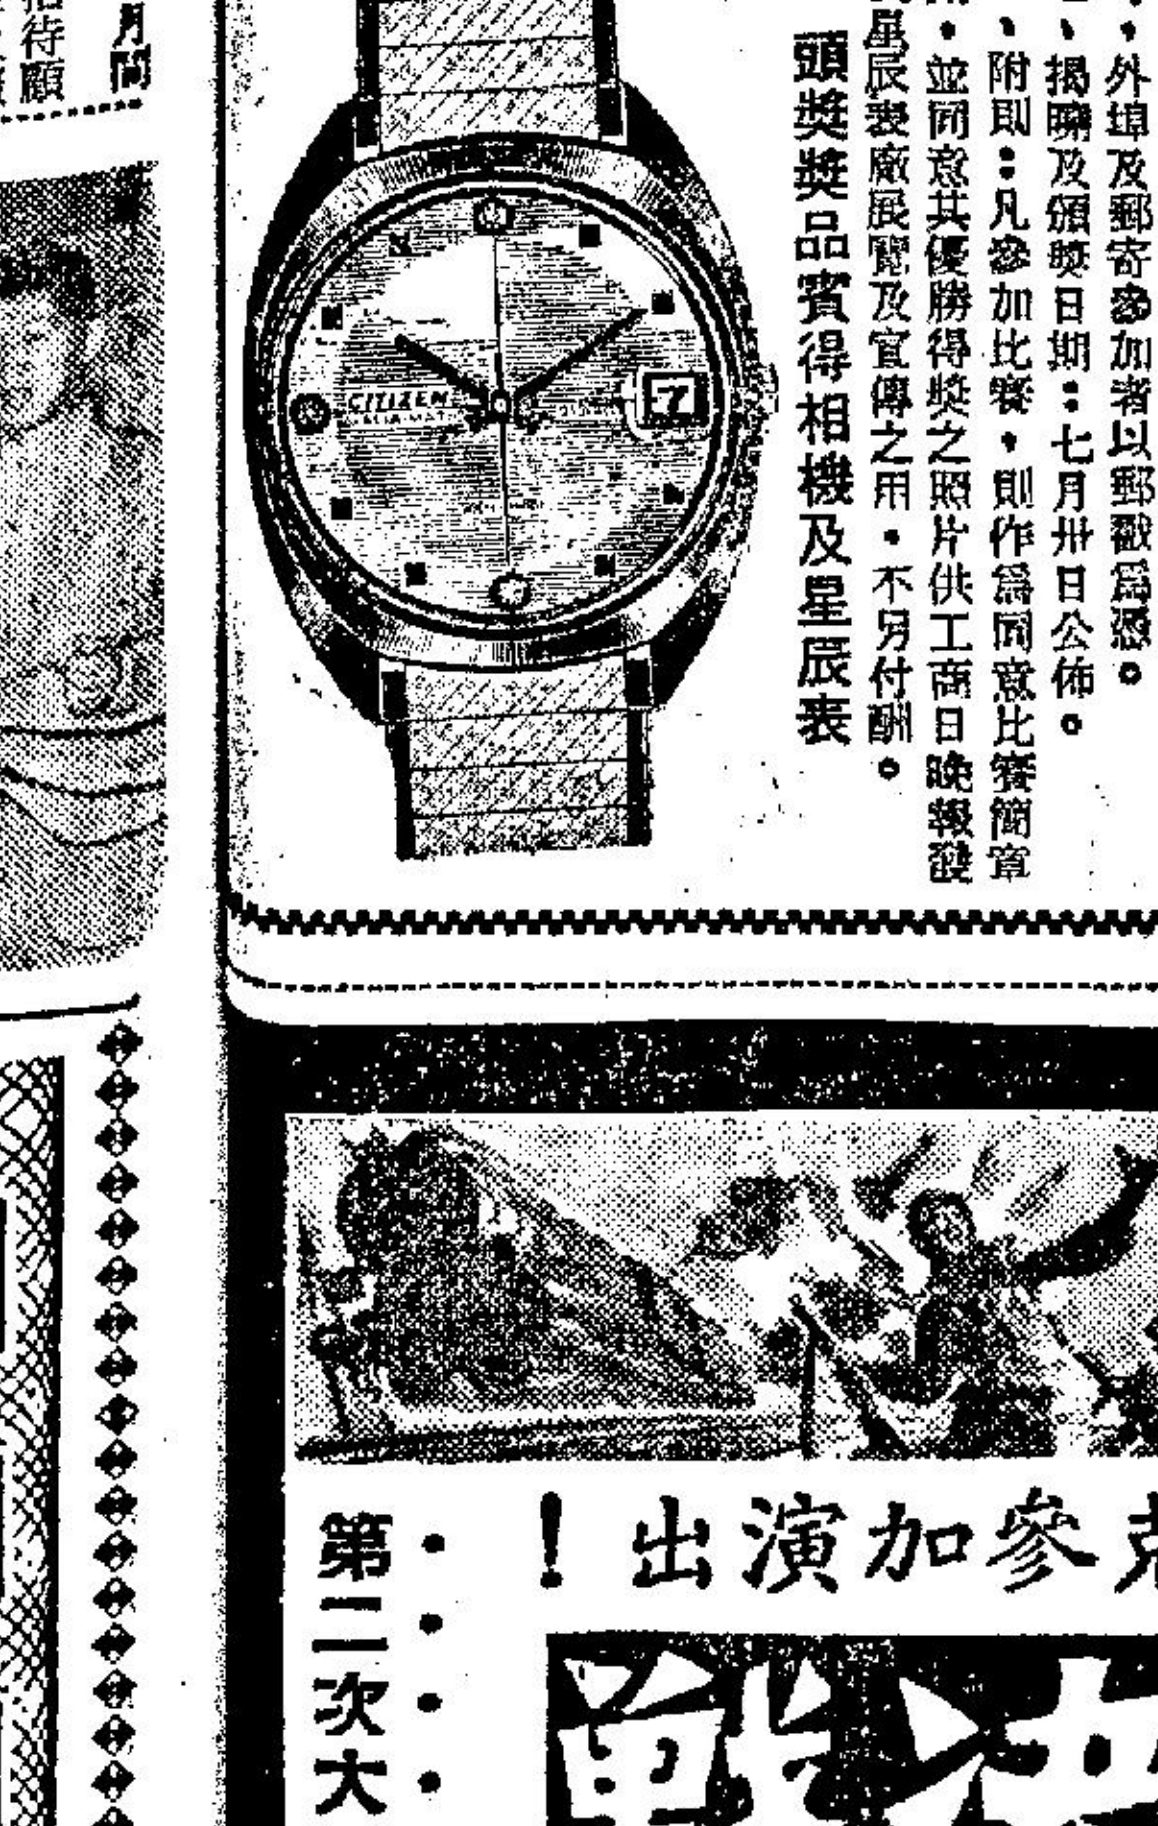 外埠及郵寄參加者以郵戳爲憑。
揭曉及頒獎日期：七月卅日公佈。
附則：凡參加比賽，則作爲同意比賽簡章
並同意其優勝得獎之照片供工商日晚報暨
星辰表廠展覽及宣傳之用。不另付酬。
頭獎獎品賓得相機及星辰表
CITIZEN
7
月間
招待顧
！出演加參
第二次大